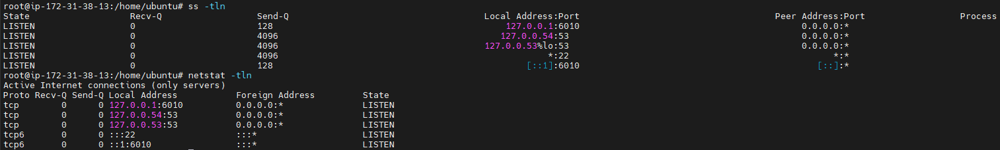 root@ip-172-31-38-13:/home/ubuntu# ss -tln
State Recv-Q Send-Q Local Address:Port Peer Address:Port Process
LISTEN 0 128 127.0.0.1:6010 0.0.0.0:*
LISTEN 0 4096 127.0.0.54:53 0.0.0.0:*
LISTEN 0 4096 127.0.0.53%lo:53 0.0.0.0:*
LISTEN 0 4096 *:22 *:*
LISTEN 0 128 [::1]:6010 [::]:*
root@ip-172-31-38-13:/home/ubuntu# netstat -tln
Active Internet connections (only servers)
Proto Recv-Q Send-Q Local Address Foreign Address State
tcp 0 0 127.0.0.1:6010 0.0.0.0:* LISTEN
tcp 0 0 127.0.0.54:53 0.0.0.0:* LISTEN
tcp 0 0 127.0.0.53:53 0.0.0.0:* LISTEN
tcp6 0 0 :::22 :::* LISTEN
tcp6 0 0 ::1:6010 :::* LISTEN